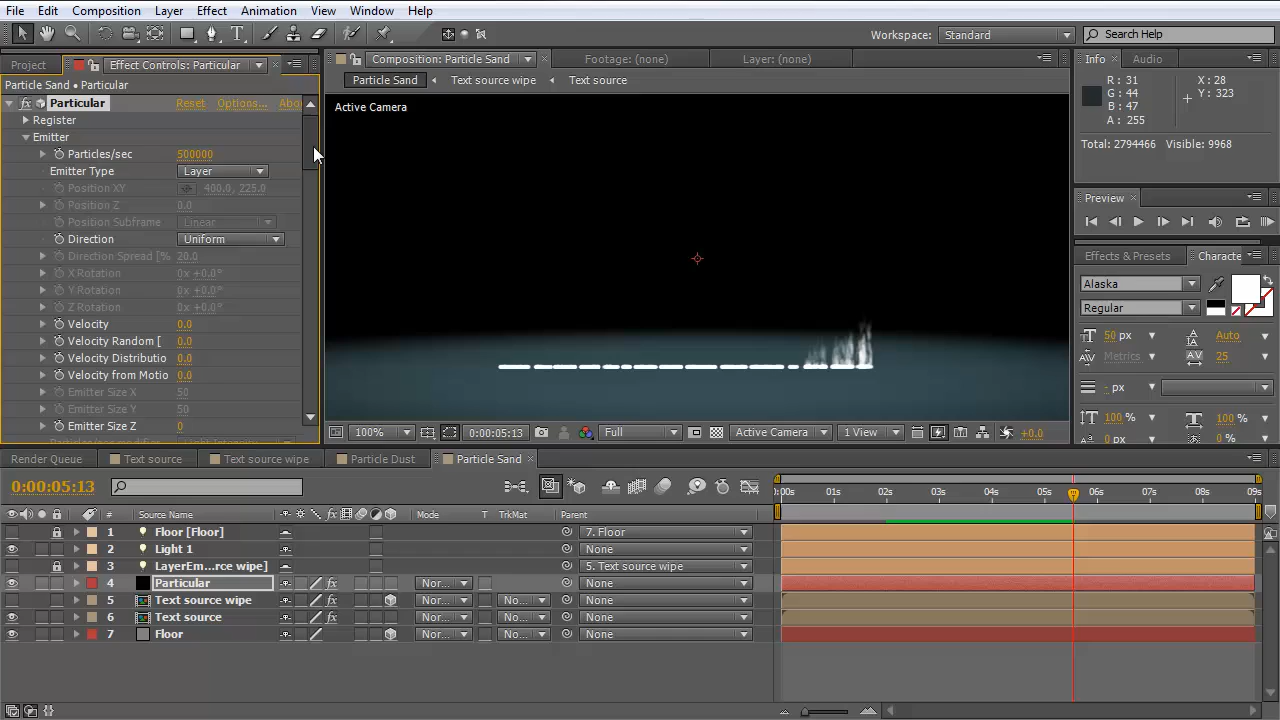 File Edit Composition Layer Effect Animation View Window Help
Workspace: Standard Search Help
Project Effect Controls: Particular
Particle Sand • Particular
fx Particular Reset Options... Abo
Register
Emitter
Particles/sec 500000
Emitter Type Layer
Position XY 400.0, 225.0
Position Z 0.0
Position Subframe Linear
Direction Uniform
Direction Spread [% 20.0
X Rotation 0x +0.0°
Y Rotation 0x +0.0°
Z Rotation 0x +0.0°
Velocity 0.0
Velocity Random [ 0.0
Velocity Distributio 0.0
Velocity from Motio 0.0
Emitter Size X 50
Emitter Size Y 50
Emitter Size Z 0
Composition: Particle Sand Footage: (none) Layer: (none)
Particle Sand Text source wipe Text source
Active Camera
100% 0:00:05:13 Full Active Camera 1 View +0.0
Info Audio
R: 31 X: 28
G: 44 Y: 323
B: 47
A: 255
Total: 2794466 Visible: 9968
Preview
Effects & Presets Characte
Alaska
Regular
50 px Auto
Metrics 25
- px
100 % 100 %
0 px 0 %
Render Queue Text source Text source wipe Particle Dust Particle Sand
0:00:05:13
:00s 01s 02s 03s 04s 05s 06s 07s 08s 09s
# Source Name Mode T TrkMat Parent
1 Floor [Floor] 7. Floor
2 Light 1 None
3 LayerEm...rce wipe] 5. Text source wipe
4 Particular fx Nor... None
5 Text source wipe fx Nor... No... None
6 Text source fx Nor... No... None
7 Floor Nor... No... None